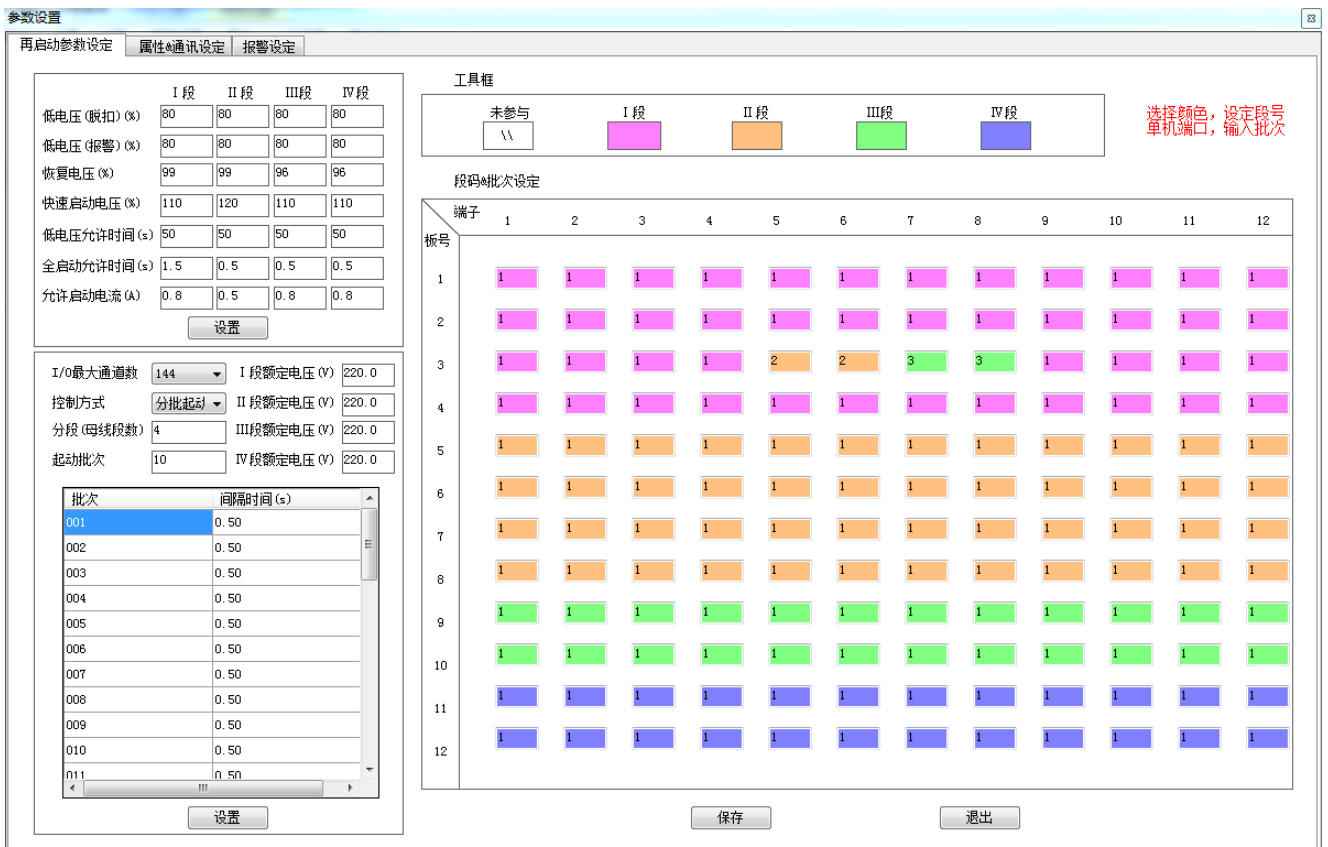 参数设置
再启动参数设定 属性&通讯设定 报警设定
I 段 II 段 III段 IV 段
低电压(脱扣)(%) 80 80 80 80
低电压(报警)(%) 80 80 80 80
恢复电压(%) 99 99 96 96
快速启动电压(%) 110 120 110 110
低电压允许时间(s) 50 50 50 50
全启动允许时间(s) 1.5 0.5 0.5 0.5
允许启动电流(A) 0.8 0.5 0.8 0.8
设置
I/O最大通道数 144 I 段额定电压(V) 220.0
控制方式 分批起动 II 段额定电压(V) 220.0
分段(母线段数) 4 III段额定电压(V) 220.0
起动批次 10 IV 段额定电压(V) 220.0
批次 间隔时间(s)
001 0.50
002 0.50
003 0.50
004 0.50
005 0.50
006 0.50
007 0.50
008 0.50
009 0.50
010 0.50
011 0.50
设置
工具框
未参与 I 段 II 段 III段 IV 段
\\
选择颜色，设定段号
单机端口，输入批次
段码&批次设定
端子 1 2 3 4 5 6 7 8 9 10 11 12
板号
1 1 1 1 1 1 1 1 1 1 1 1 1
2 1 1 1 1 1 1 1 1 1 1 1 1
3 1 1 1 1 2 2 3 3 1 1 1 1
4 1 1 1 1 1 1 1 1 1 1 1 1
5 1 1 1 1 1 1 1 1 1 1 1 1
6 1 1 1 1 1 1 1 1 1 1 1 1
7 1 1 1 1 1 1 1 1 1 1 1 1
8 1 1 1 1 1 1 1 1 1 1 1 1
9 1 1 1 1 1 1 1 1 1 1 1 1
10 1 1 1 1 1 1 1 1 1 1 1 1
11 1 1 1 1 1 1 1 1 1 1 1 1
12 1 1 1 1 1 1 1 1 1 1 1 1
保存 退出